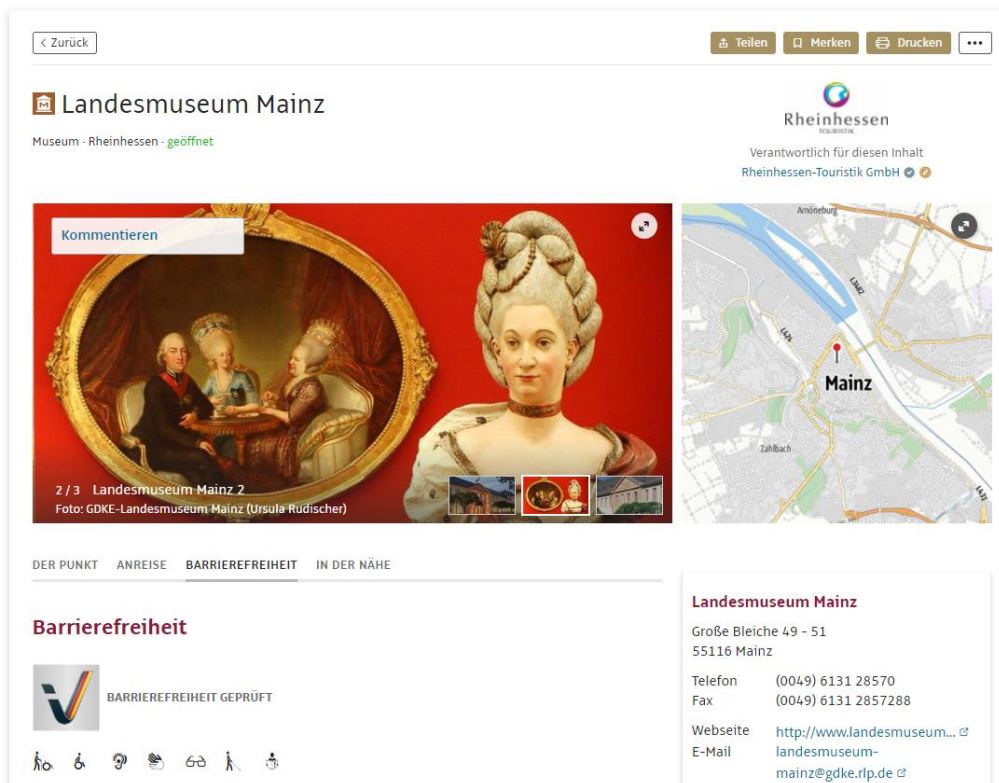 Zurück
Teilen
Merken
Drucken
Landesmuseum Mainz
Museum · Rheinhessen · geöffnet
Rheinhessen
TOURISTIK
Verantwortlich für diesen Inhalt
Rheinhessen-Touristik GmbH
Kommentieren
2 / 3 Landesmuseum Mainz 2
Foto: GDKE-Landesmuseum Mainz (Ursula Rudischer)
Amöneburg
L3482
L426
Mainz
Zahlbach
L431
DER PUNKT ANREISE BARRIEREFREIHEIT IN DER NÄHE
Barrierefreiheit
BARRIEREFREIHEIT GEPRÜFT
Landesmuseum Mainz
Große Bleiche 49 - 51
55116 Mainz
Telefon (0049) 6131 28570
Fax (0049) 6131 2857288
Webseite http://www.landesmuseum...
E-Mail landesmuseum-
mainz@gdke.rlp.de